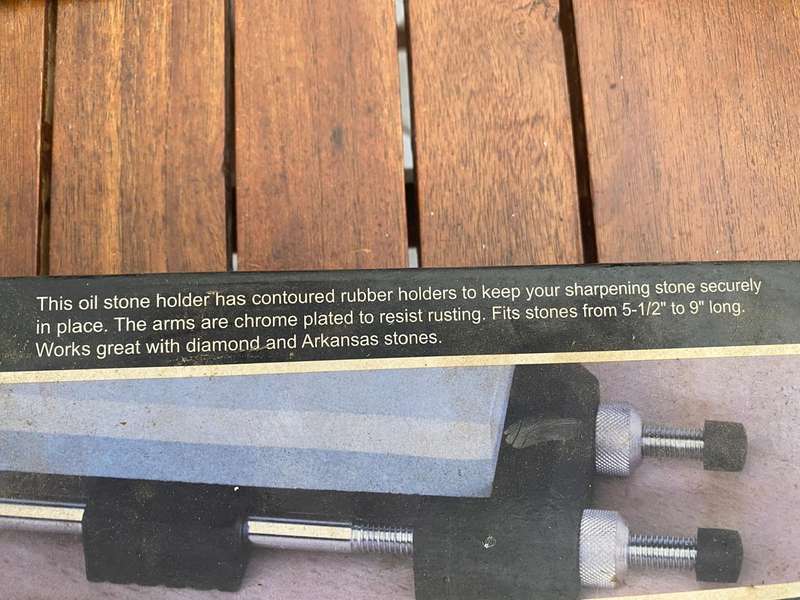 This oil stone holder has contoured rubber holders to keep your sharpening stone securely
in place. The arms are chrome plated to resist rusting. Fits stones from 5-1/2" to 9" long.
Works great with diamond and Arkansas stones.